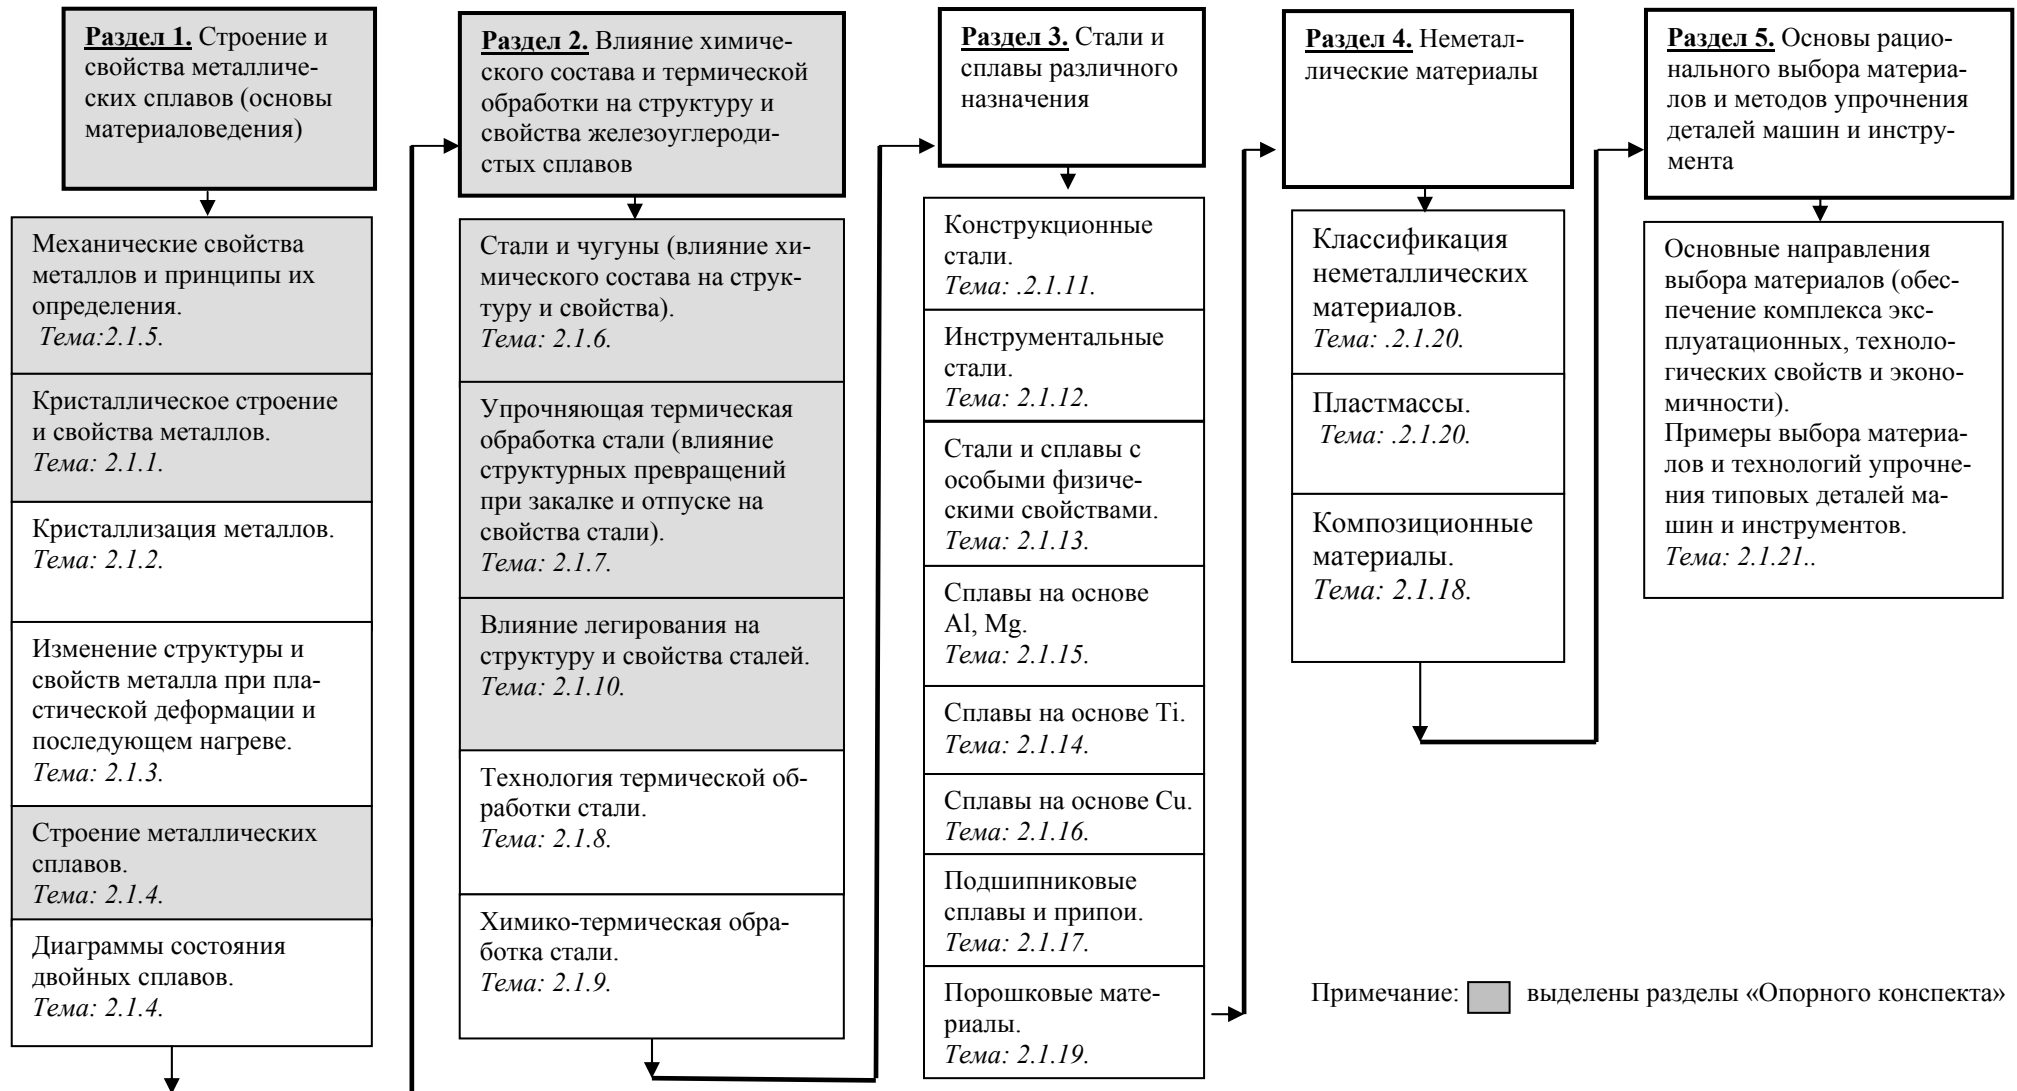 Раздел 1. Строение и
свойства металличе-
ских сплавов (основы
материаловедения)
Механические свойства
металлов и принципы их
определения.
Тема:2.1.5.
Кристаллическое строение
и свойства металлов.
Тема: 2.1.1.
Кристаллизация металлов.
Тема: 2.1.2.
Изменение структуры и
свойств металла при пла-
стической деформации и
последующем нагреве.
Тема: 2.1.3.
Строение металлических
сплавов.
Тема: 2.1.4.
Диаграммы состояния
двойных сплавов.
Тема: 2.1.4.
Раздел 2. Влияние химиче-
ского состава и термической
обработки на структуру и
свойства железоуглероди-
стых сплавов
Стали и чугуны (влияние хи-
мического состава на струк-
туру и свойства).
Тема: 2.1.6.
Упрочняющая термическая
обработка стали (влияние
структурных превращений
при закалке и отпуске на
свойства стали).
Тема: 2.1.7.
Влияние легирования на
структуру и свойства сталей.
Тема: 2.1.10.
Технология термической об-
работки стали.
Тема: 2.1.8.
Химико-термическая обра-
ботка стали.
Тема: 2.1.9.
Раздел 3. Стали и
сплавы различного
назначения
Конструкционные
стали.
Тема: .2.1.11.
Инструментальные
стали.
Тема: .2.1.12.
Стали и сплавы с
особыми физиче-
скими свойствами.
Тема: 2.1.13.
Сплавы на основе
Al, Mg.
Тема: 2.1.15.
Сплавы на основе Ti.
Тема: 2.1.14.
Сплавы на основе Cu.
Тема: 2.1.16.
Подшипниковые
сплавы и припои.
Тема: 2.1.17.
Порошковые мате-
риалы.
Тема: 2.1.19.
Раздел 4. Неметал-
лические материалы
Классификация
неметаллических
материалов.
Тема: .2.1.20.
Пластмассы.
Тема: .2.1.20.
Композиционные
материалы.
Тема: 2.1.18.
Раздел 5. Основы рацио-
нального выбора материа-
лов и методов упрочнения
деталей машин и инстру-
мента
Основные направления
выбора материалов (обес-
печение комплекса экс-
плуатационных, техноло-
гических свойств и эконо-
мичности).
Примеры выбора материа-
лов и технологий упрочне-
ния типовых деталей ма-
шин и инструментов.
Тема: 2.1.21..
Примечание: выделены разделы «Опорного конспекта»